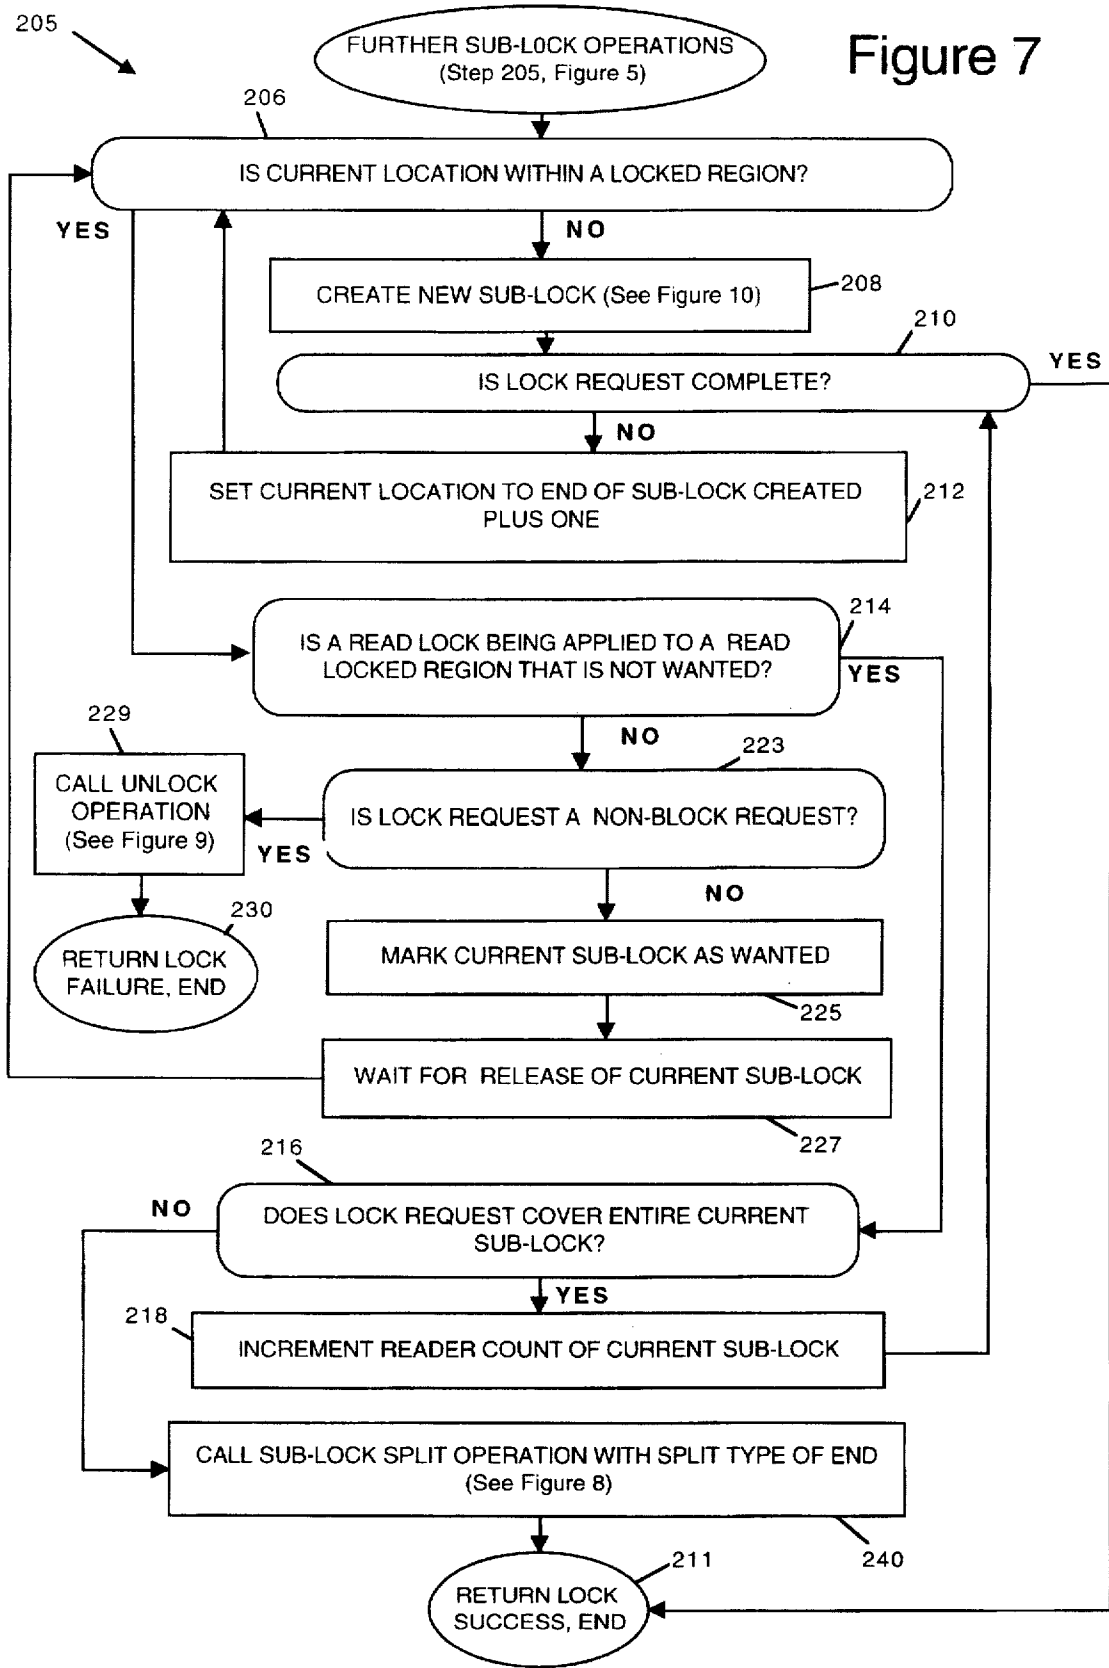 205
FURTHER SUB-LOCK OPERATIONS
(Step 205, Figure 5)
Figure 7
206
IS CURRENT LOCATION WITHIN A LOCKED REGION?
YES
NO
CREATE NEW SUB-LOCK (See Figure 10)
208
210
IS LOCK REQUEST COMPLETE?
YES
NO
SET CURRENT LOCATION TO END OF SUB-LOCK CREATED
PLUS ONE
212
214
IS A READ LOCK BEING APPLIED TO A READ
LOCKED REGION THAT IS NOT WANTED?
YES
NO
229
223
CALL UNLOCK
OPERATION
(See Figure 9)
IS LOCK REQUEST A NON-BLOCK REQUEST?
YES
NO
230
RETURN LOCK
FAILURE, END
MARK CURRENT SUB-LOCK AS WANTED
225
WAIT FOR RELEASE OF CURRENT SUB-LOCK
227
216
NO
DOES LOCK REQUEST COVER ENTIRE CURRENT
SUB-LOCK?
YES
218
INCREMENT READER COUNT OF CURRENT SUB-LOCK
CALL SUB-LOCK SPLIT OPERATION WITH SPLIT TYPE OF END
(See Figure 8)
240
211
RETURN LOCK
SUCCESS, END